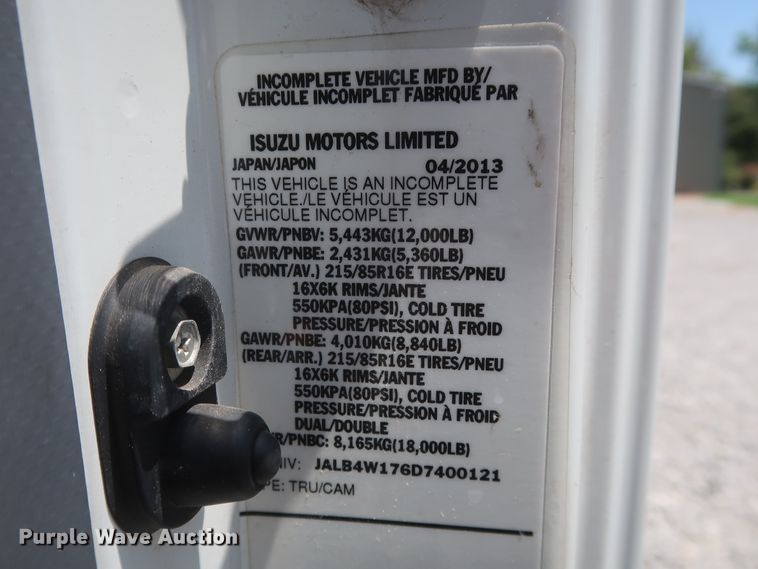 INCOMPLETE VEHICLE MFD BY/
VÉHICULE INCOMPLET FABRIQUÉ PAR
ISUZU MOTORS LIMITED
JAPAN/JAPON 04/2013
THIS VEHICLE IS AN INCOMPLETE
VEHICLE./LE VÉHICULE EST UN
VÉHICULE INCOMPLET.
GVWR/PNBV: 5,443KG(12,000LB)
GAWR/PNBE: 2,431KG(5,360LB)
(FRONT/AV.) 215/85R16E TIRES/PNEU
16X6K RIMS/JANTE
550KPA(80PSI), COLD TIRE
PRESSURE/PRESSION À FROID
GAWR/PNBE: 4,010KG(8,840LB)
(REAR/ARR.) 215/85R16E TIRES/PNEU
16X6K RIMS/JANTE
550KPA(80PSI), COLD TIRE
PRESSURE/PRESSION À FROID
DUAL/DOUBLE
R/PNBC: 8,165KG(18,000LB)
NIV: JALB4W176D7400121
PE: TRU/CAM
Purple Wave Auction